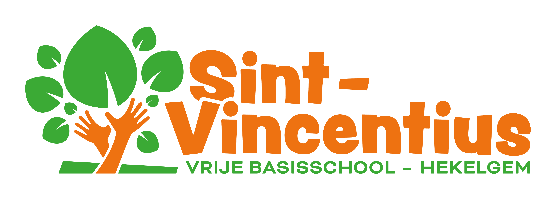 Sint-
Vincentius
VRIJE BASISSCHOOL - HEKELGEM